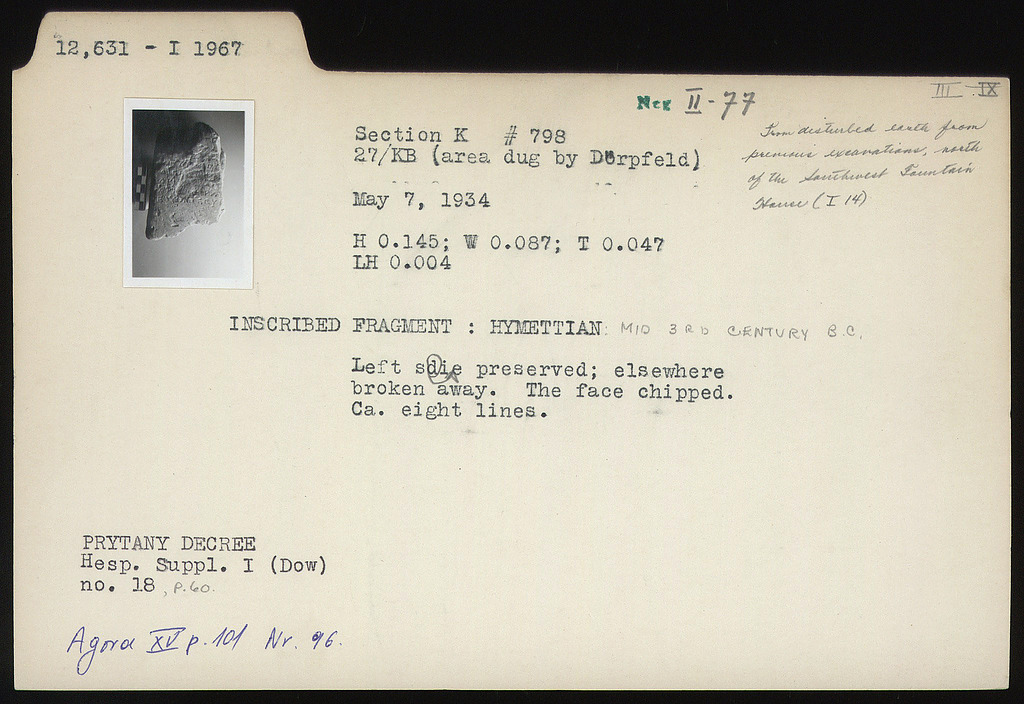 12,631 - I 1967
Neg II - 77
III - IX
From disturbed earth from
previous excavations, north
of the Southwest Fountain
House (I 14)
Section K # 798
27/KB (area dug by Dörpfeld)
May 7, 1934
H 0.145; W 0.087; T 0.047
LH 0.004
INSCRIBED FRAGMENT : HYMETTIAN: MID 3RD CENTURY B.C.
Left sdie preserved; elsewhere
broken away. The face chipped.
Ca. eight lines.
PRYTANY DECREE
Hesp. Suppl. I (Dow)
no. 18, p.60.
Agora XV p. 101 Nr. 96.